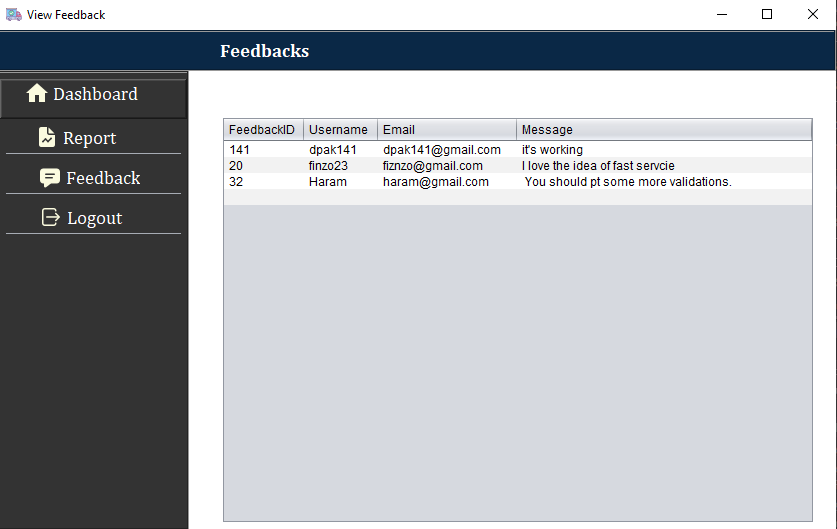 View Feedback
Feedbacks
Dashboard
Report
Feedback
Logout
FeedbackID Username Email Message
141 dpak141 dpak141@gmail.com it's working
20 finzo23 fiznzo@gmail.com I love the idea of fast servcie
32 Haram haram@gmail.com You should pt some more validations.